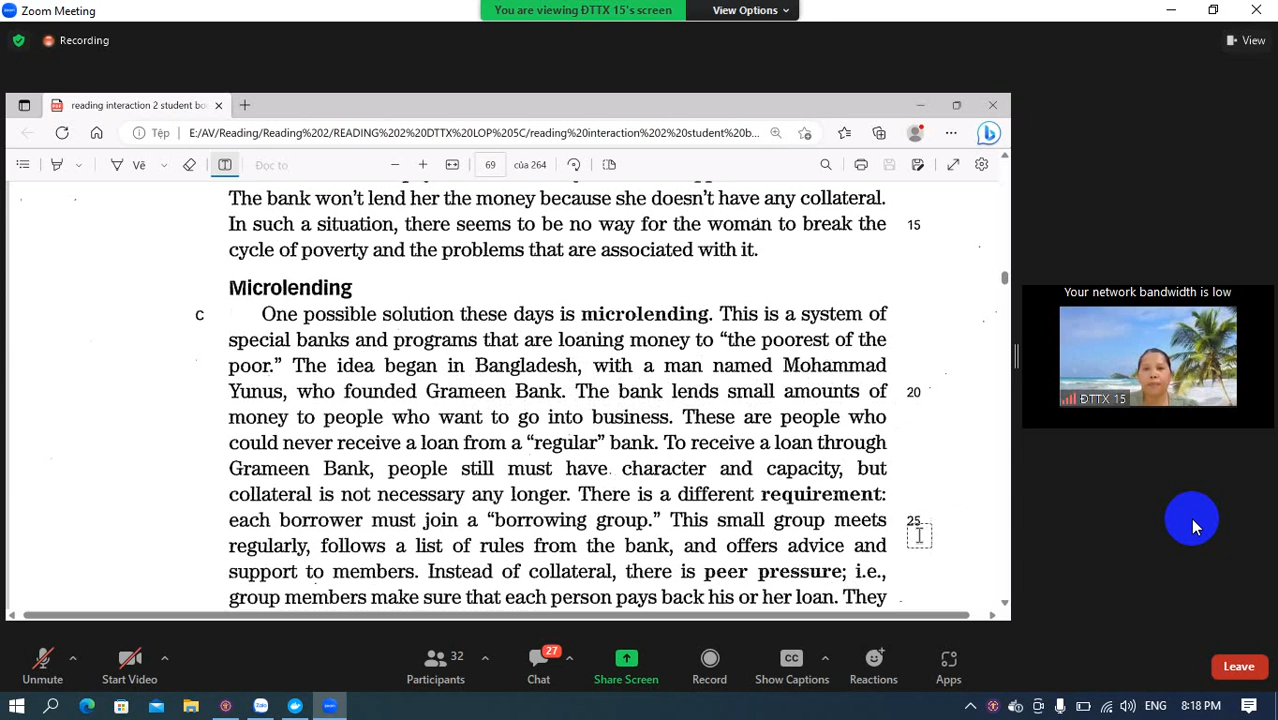 Zoom Meeting
You are viewing ĐTTX 15's screen
View Options
Recording
View
reading interaction 2 student bo
Tệp
E:/AV/Reading/Reading%202/READING%202%20DTTX%20LOP%205C/reading%20interaction%202%20student%20b...
Vẽ
Đọc to
69
của 264
The bank won't lend her the money because she doesn't have any collateral.
In such a situation, there seems to be no way for the woman to break the
15
cycle of poverty and the problems that are associated with it.
Microlending
C
One possible solution these days is microlending. This is a system of
special banks and programs that are loaning money to “the poorest of the
poor.” The idea began in Bangladesh, with a man named Mohammad
Yunus, who founded Grameen Bank. The bank lends small amounts of
20
money to people who want to go into business. These are people who
could never receive a loan from a “regular” bank. To receive a loan through
Grameen Bank, people still must have character and capacity, but
collateral is not necessary any longer. There is a different requirement:
each borrower must join a “borrowing group.” This small group meets
25
regularly, follows a list of rules from the bank, and offers advice and
support to members. Instead of collateral, there is peer pressure; i.e.,
group members make sure that each person pays back his or her loan. They
Your network bandwidth is low
ĐTTX 15
Unmute
Start Video
32
Participants
27
Chat
Share Screen
Record
CC
Show Captions
Reactions
Apps
Leave
ENG
8:18 PM